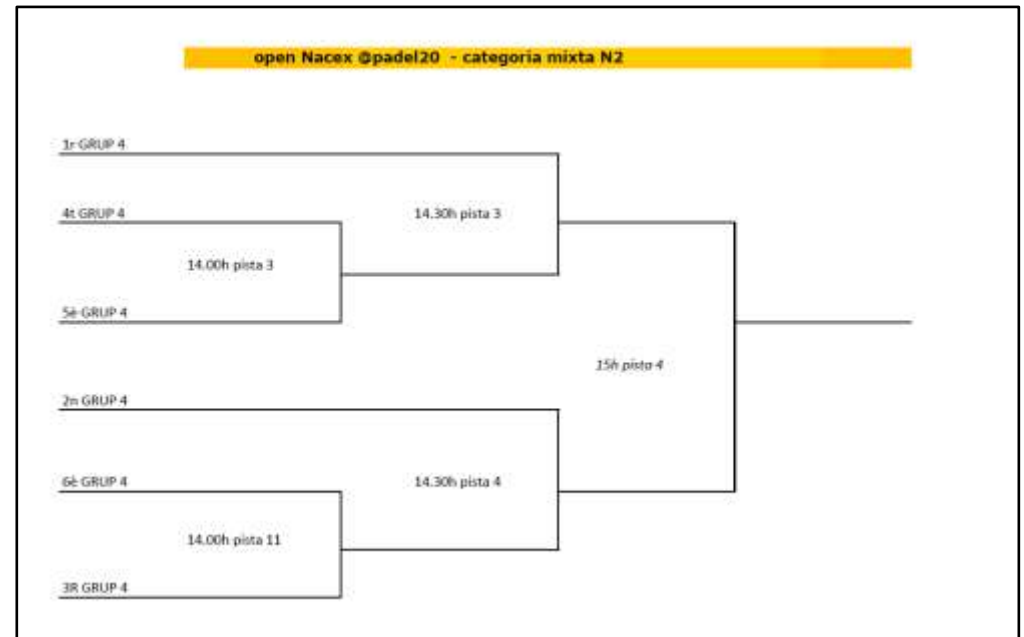 open Nacex @padel20 - categoria mixta N2
1r GRUP 4
4t GRUP 4
14.30h pista 3
14.00h pista 3
5è GRUP 4
15h pista 4
2n GRUP 4
6è GRUP 4
14.30h pista 4
14.00h pista 11
3R GRUP 4